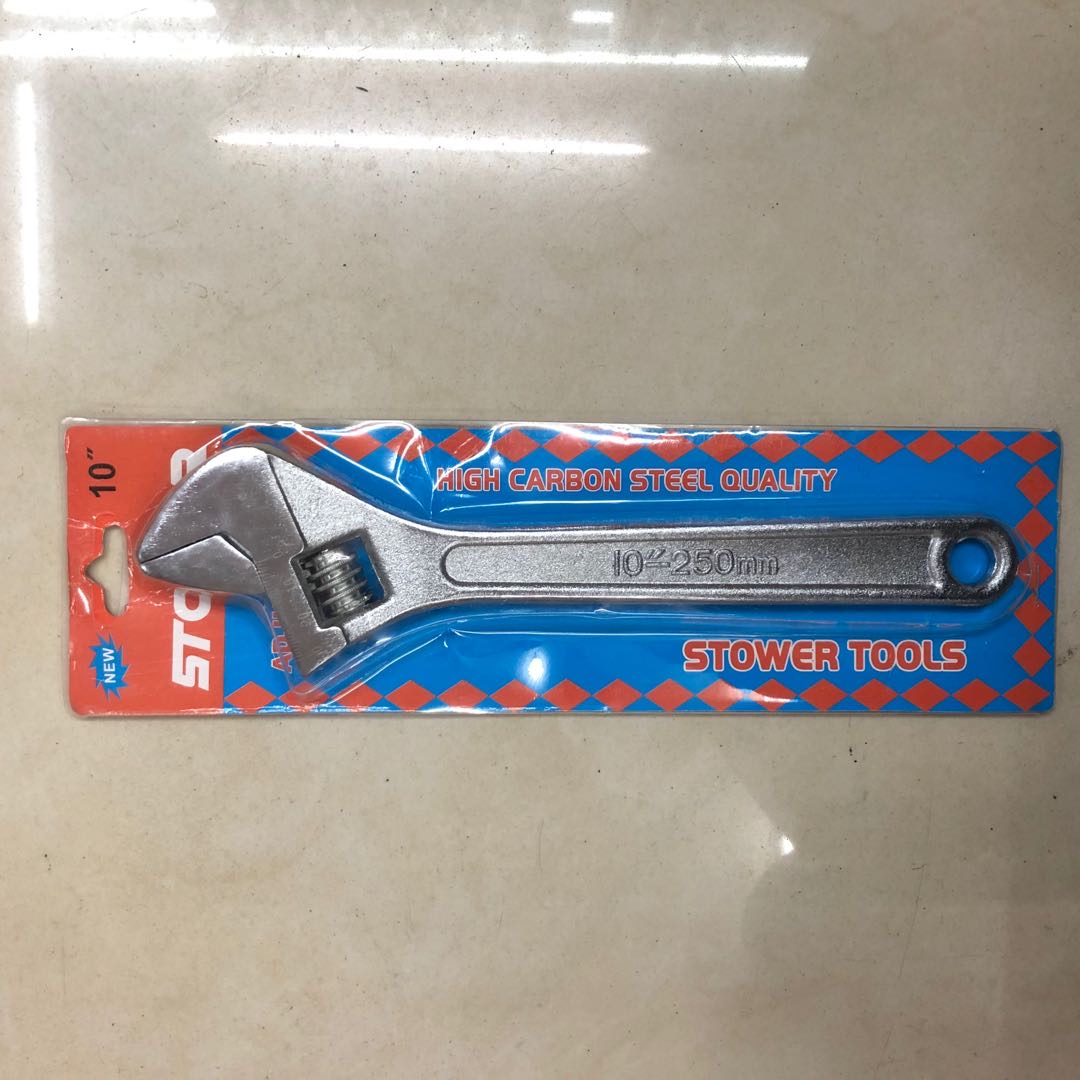 10"
NEW
HIGH CARBON STEEL QUALITY
10"-250mm
STOWER TOOLS